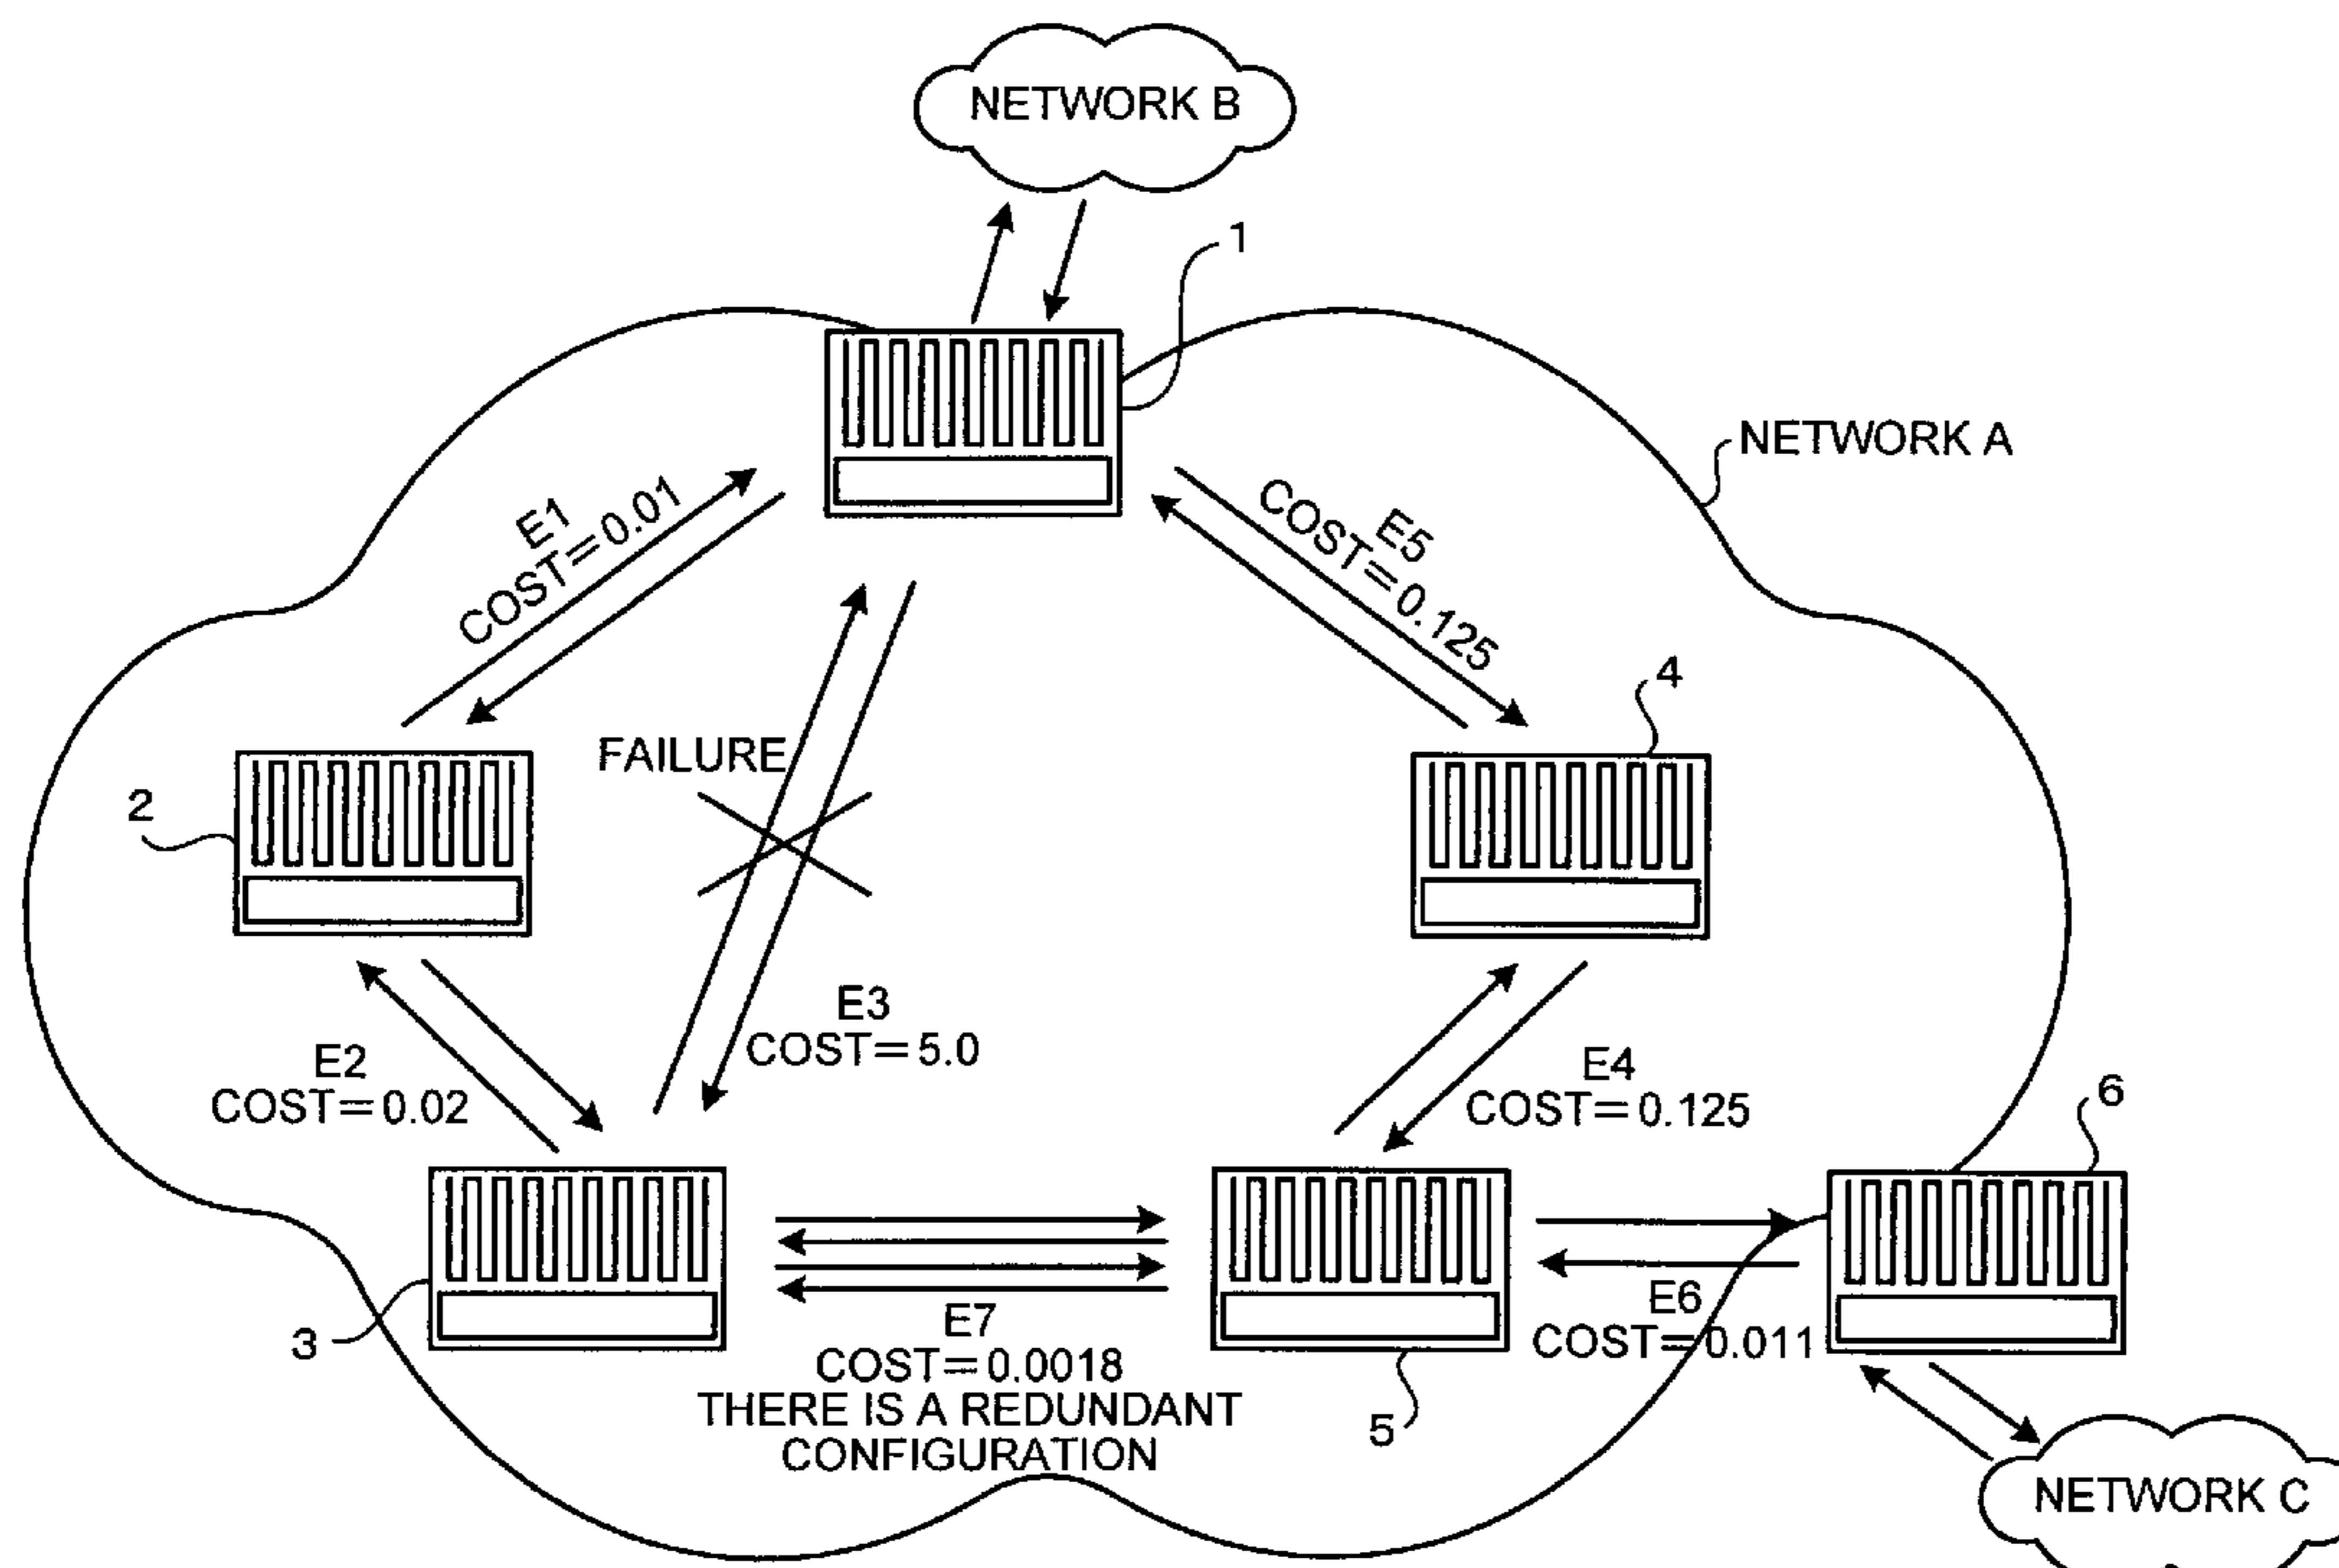 NETWORK B
1
NETWORK A
E1
COST=0.01
E5
COST=0.125
4
FAILURE
2
E3
COST=5.0
E2
COST=0.02
E4
COST=0.125
6
E6
COST=0.011
3
E7
COST=0.0018
THERE IS A REDUNDANT
CONFIGURATION
5
NETWORK C